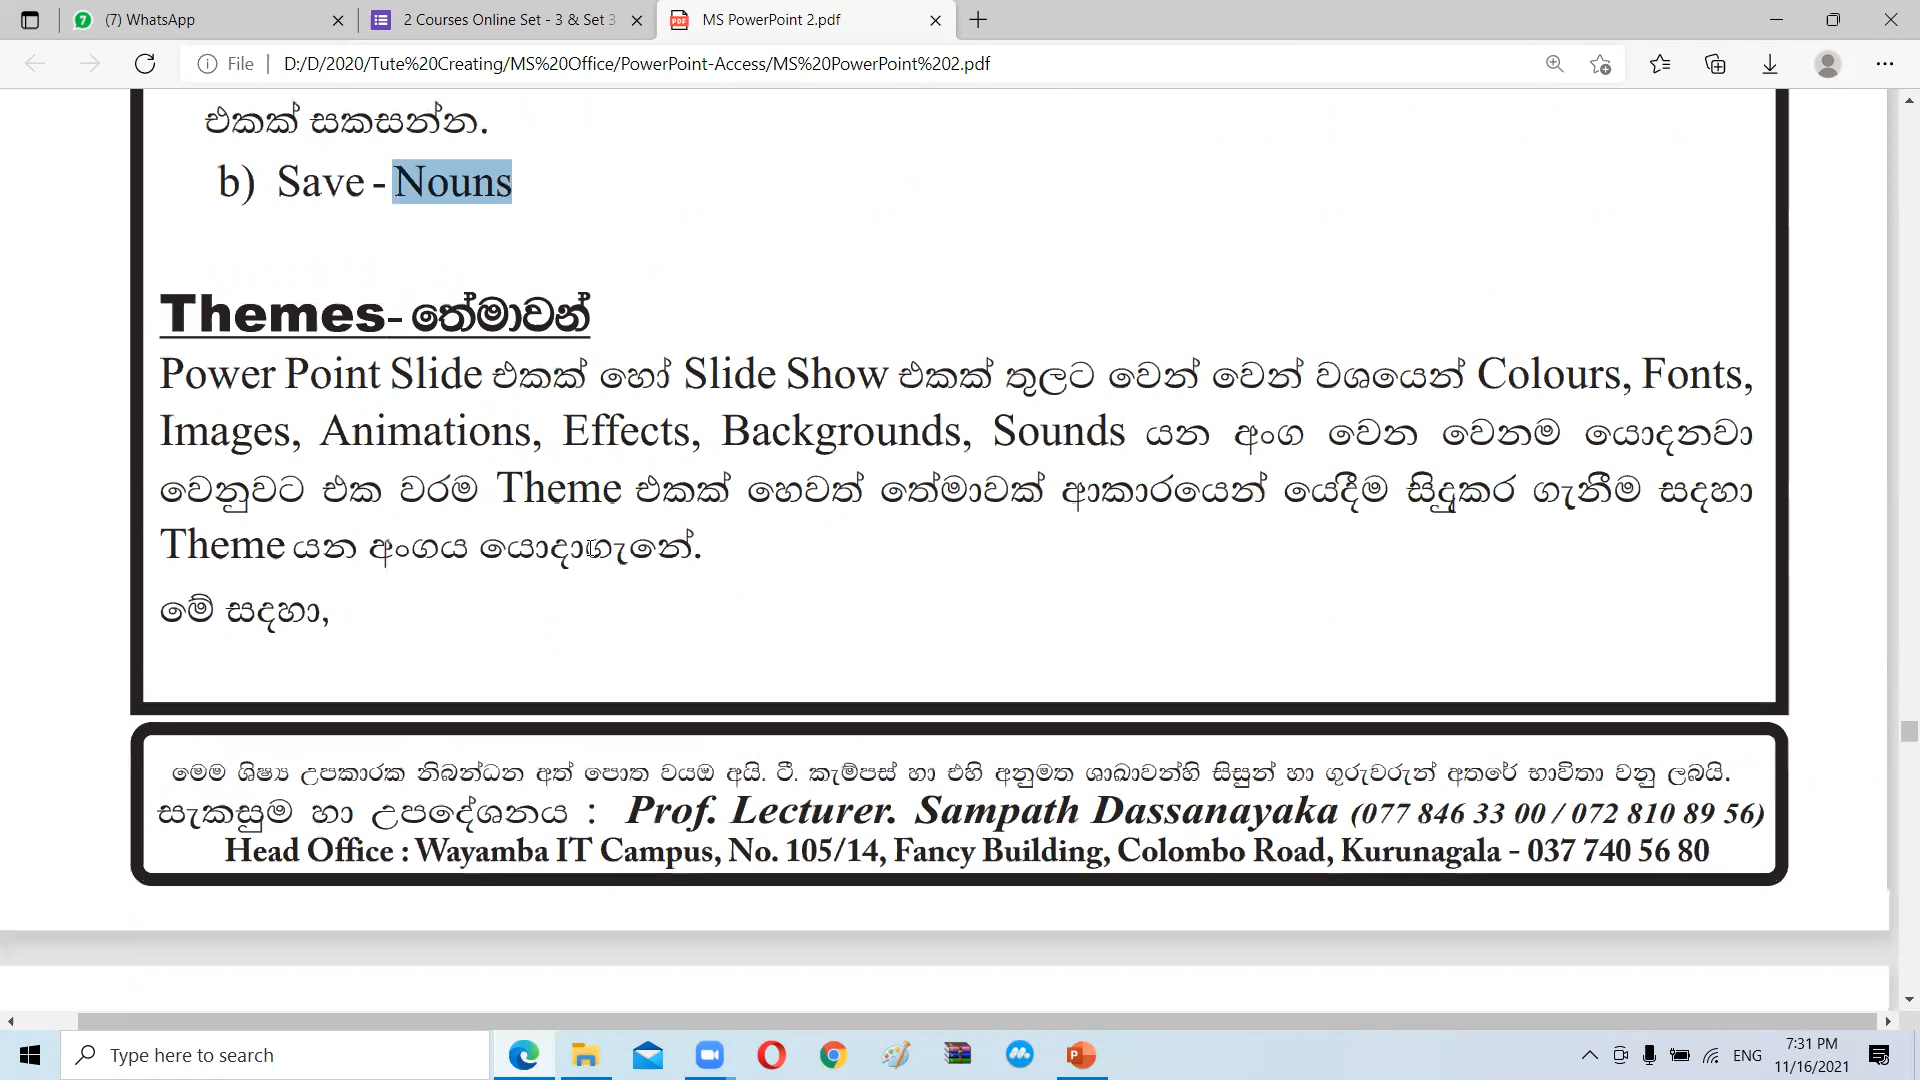 (7) WhatsApp
2 Courses Online Set - 3 & Set 3-
MS PowerPoint 2.pdf
File
D:/D/2020/Tute%20Creating/MS%20Office/PowerPoint-Access/MS%20PowerPoint%202.pdf
එකක් සකසන්න.
b) Save - Nouns
Themes- තේමාවන්
Power Point Slide එකක් හෝ Slide Show එකක් තුලට වෙන් වෙන් වශයෙන් Colours, Fonts,
Images, Animations, Effects, Backgrounds, Sounds යන අංග වෙන වෙනම යොදනවා
වෙනුවට එක වරම Theme එකක් හෙවත් තේමාවක් ආකාරයෙන් යෙදීම සිදුකර ගැනීම සදහා
Theme යන අංගය යොදාගැනේ.
මේ සදහා,
මෙම ශිෂ්‍ය උපකාරක නිබන්ධන අත් පොත වයඹ අයි. ටී. කැම්පස් හා එහි අනුමත ශාඛාවන්හි සිසුන් හා ගුරුවරුන් අතරේ භාවිතා වනු ලබයි.
සැකසුම හා උපදේශනය : Prof. Lecturer. Sampath Dassanayaka (077 846 33 00 / 072 810 89 56)
Head Office : Wayamba IT Campus, No. 105/14, Fancy Building, Colombo Road, Kurunagala - 037 740 56 80
Type here to search
ENG
7:31 PM
11/16/2021